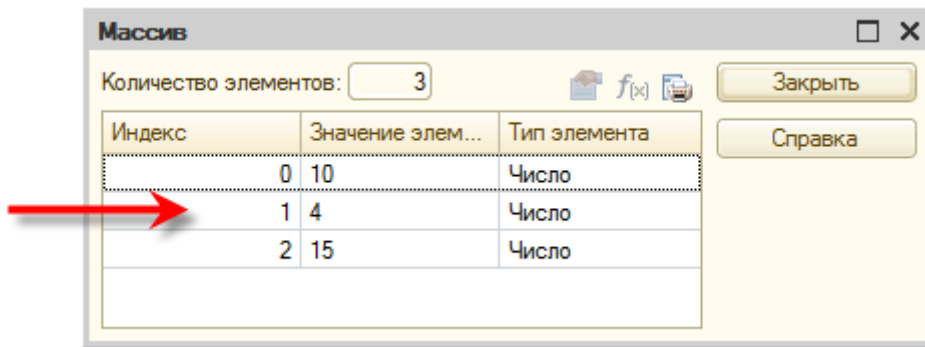 Массив
Количество элементов: 3
f(x)
Закрыть
Индекс Значение элем... Тип элемента
Справка
0 10 Число
1 4 Число
2 15 Число